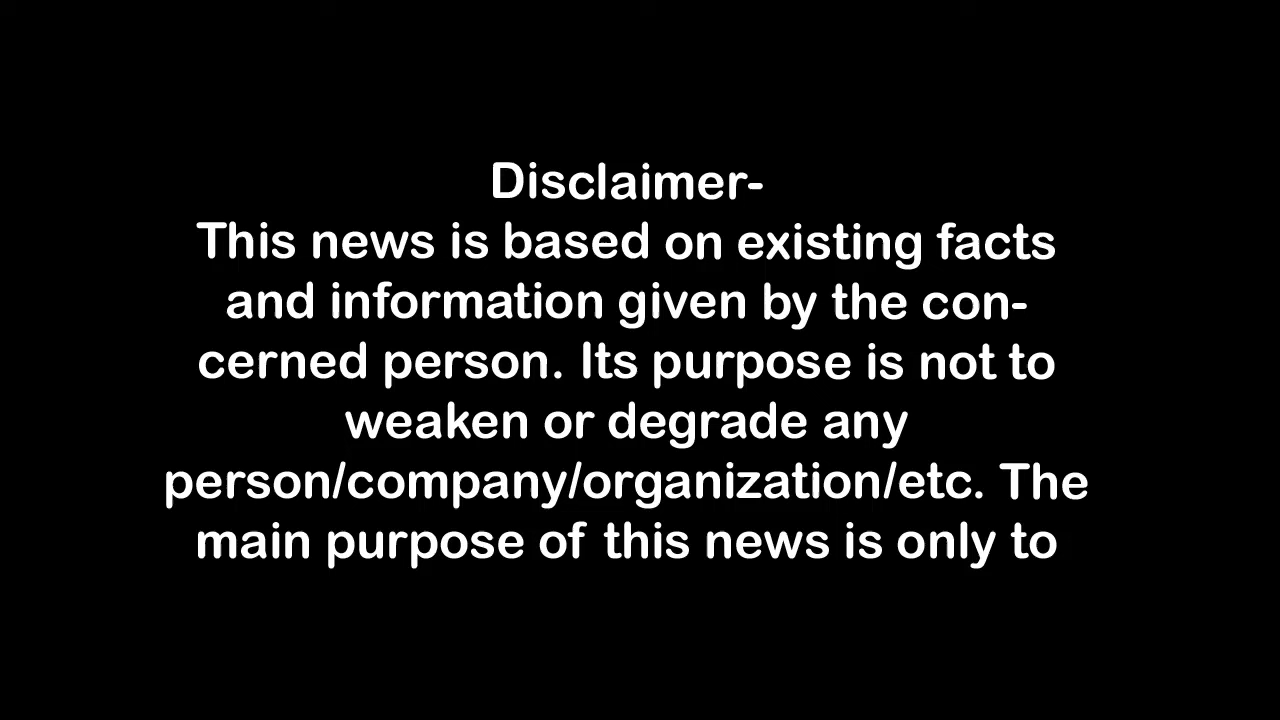 Disclaimer-
This news is based on existing facts
and information given by the con-
cerned person. Its purpose is not to
weaken or degrade any
person/company/organization/etc. The
main purpose of this news is only to